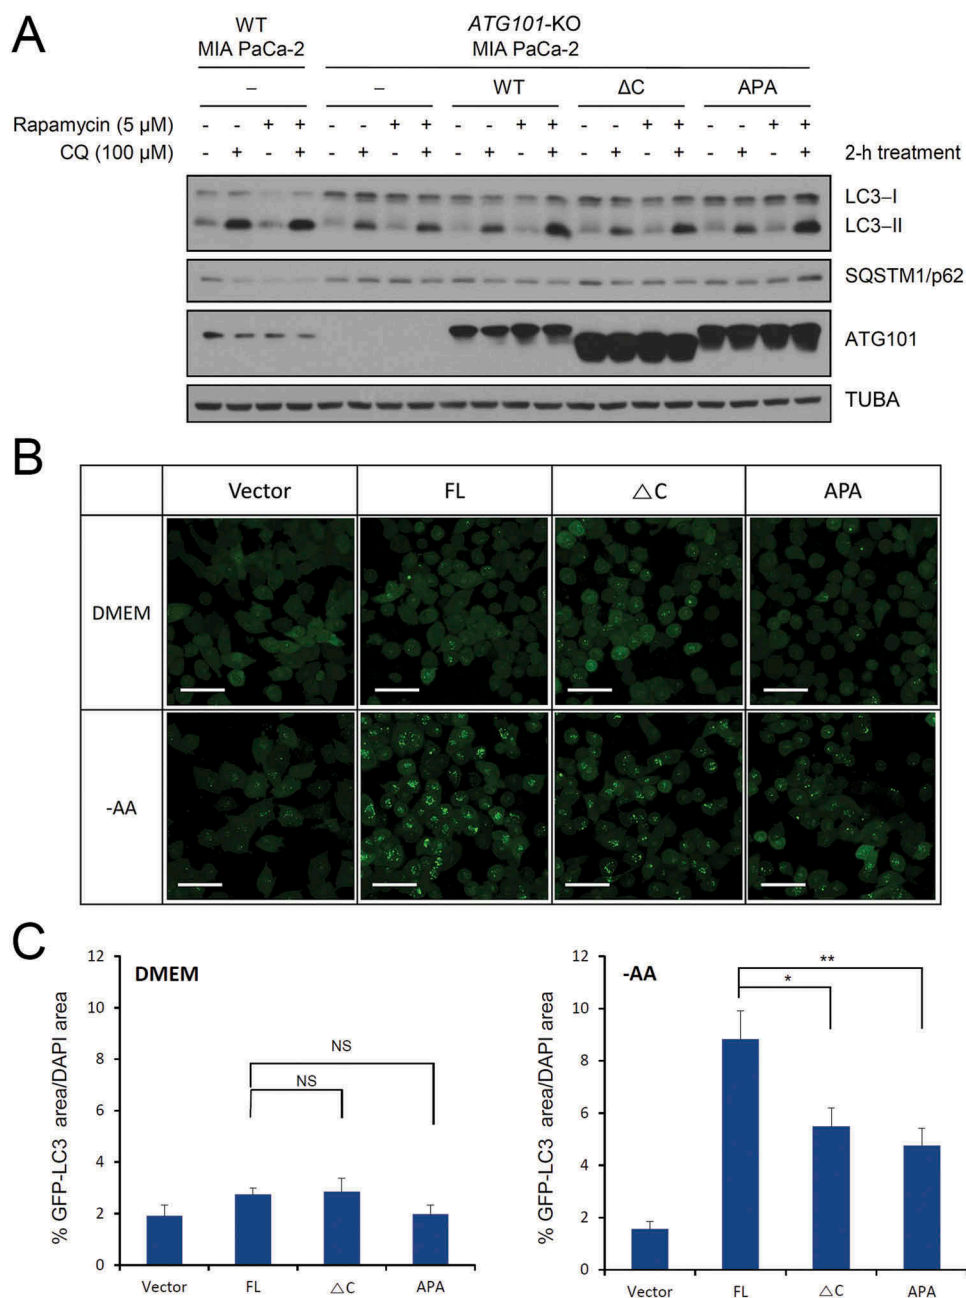 A
WT
MIA PaCa-2
ATG101-KO
MIA PaCa-2
– – WT ΔC APA
Rapamycin (5 µM) - - + + - - + + - - + + - - + + - - + +
CQ (100 µM) - + - + - + - + - + - + - + - + - + - + 2-h treatment
LC3–I
LC3–II
SQSTM1/p62
ATG101
TUBA
B
Vector FL △C APA
DMEM
-AA
C
DMEM
% GFP-LC3 area/DAPI area
12
10
8
6
4
2
0
NS
NS
Vector FL △C APA
-AA
% GFP-LC3 area/DAPI area
12
10
8
6
4
2
0
**
*
Vector FL △C APA